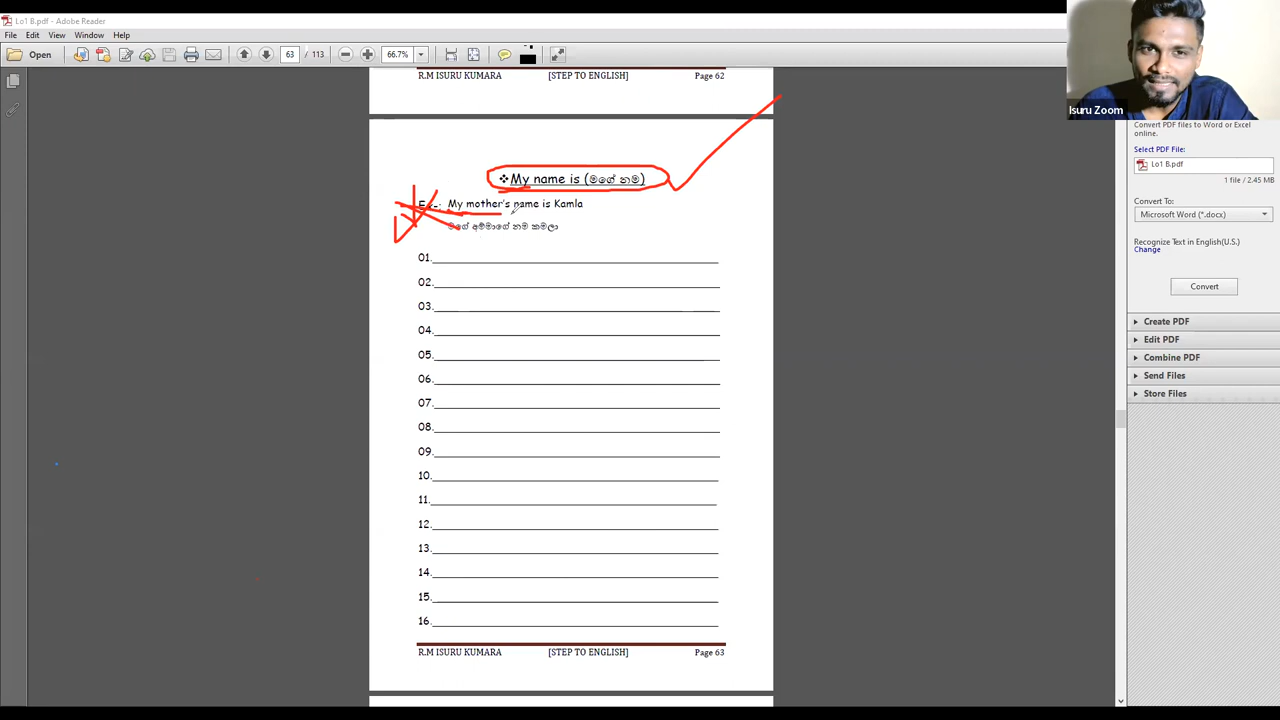 Lo1 B.pdf - Adobe Reader
File Edit View Window Help
Open 63 / 113 66.7%
Isuru Zoom
R.M ISURU KUMARA [STEP TO ENGLISH] Page 62
❖My name is (මගේ නම)
My mother's name is Kamla
මගේ අම්මාගේ නම කමලා
01.
02.
03.
04.
05.
06.
07.
08.
09.
10.
11.
12.
13.
14.
15.
16.
R.M ISURU KUMARA [STEP TO ENGLISH] Page 63
Convert PDF files to Word or Excel
online.
Select PDF File:
Lo1 B.pdf
1 file / 2.45 MB
Convert To:
Microsoft Word (*.docx)
Recognize Text in English(U.S.)
Change
Convert
Create PDF
Edit PDF
Combine PDF
Send Files
Store Files